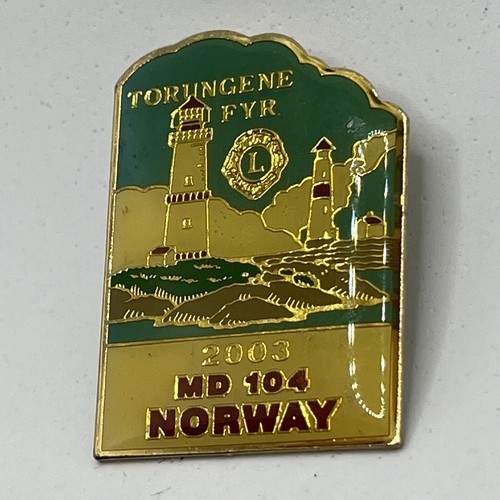 TORUNGENE
FYR
L
2003
MD 104
NORWAY